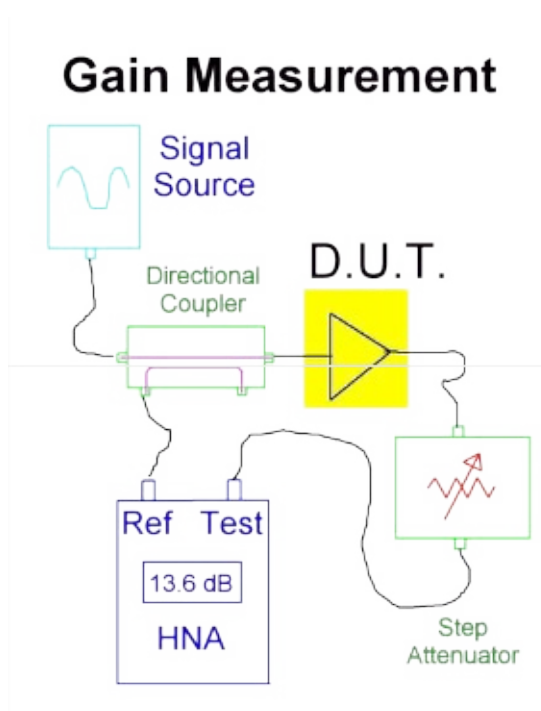 Gain Measurement
Signal
Source
D.U.T.
Directional
Coupler
Ref Test
13.6 dB
HNA
Step
Attenuator